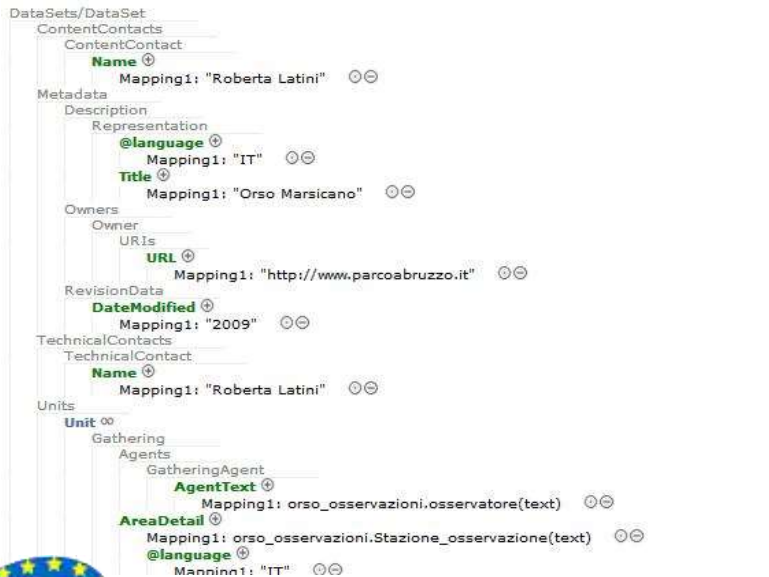 DataSets/DataSet
ContentContacts
ContentContact
Name
Mapping1: "Roberta Latini"
Metadata
Description
Representation
@language
Mapping1: "IT"
Title
Mapping1: "Orso Marsicano"
Owners
Owner
URIs
URL
Mapping1: "http://www.parcoabruzzo.it"
RevisionData
DateModified
Mapping1: "2009"
TechnicalContacts
TechnicalContact
Name
Mapping1: "Roberta Latini"
Units
Unit ∞
Gathering
Agents
GatheringAgent
AgentText
Mapping1: orso_osservazioni.osservatore(text)
AreaDetail
Mapping1: orso_osservazioni.Stazione_osservazione(text)
@language
Mapping1: "IT"